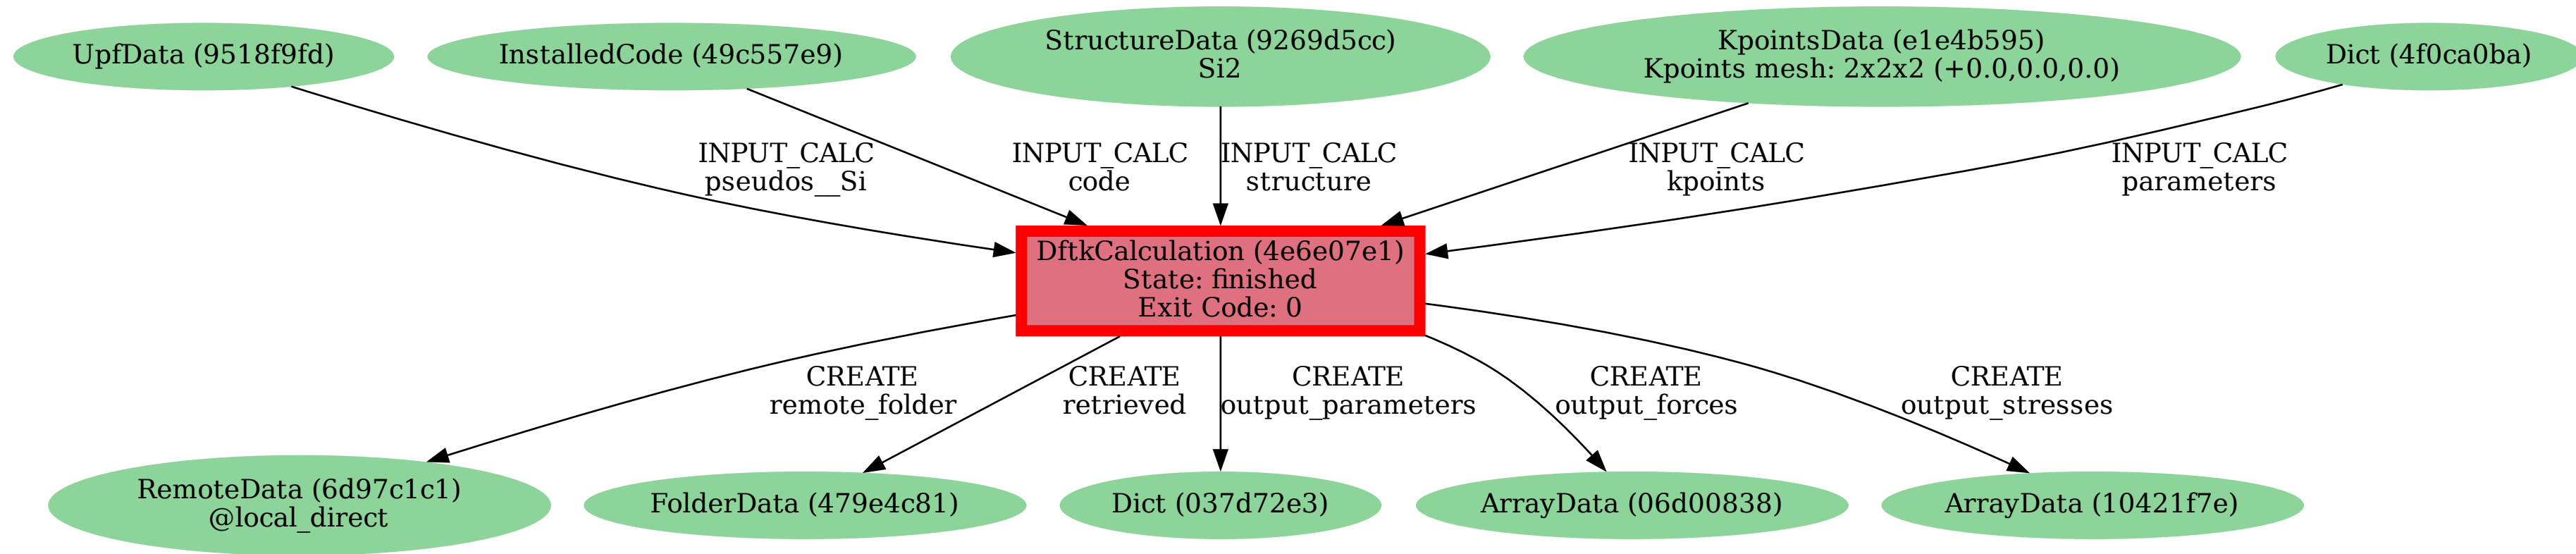 UpfData (9518f9fd)
InstalledCode (49c557e9)
StructureData (9269d5cc)
Si2
KpointsData (e1e4b595)
Kpoints mesh: 2x2x2 (+0.0,0.0,0.0)
Dict (4f0ca0ba)
INPUT_CALC
pseudos__Si
INPUT_CALC
code
INPUT_CALC
structure
INPUT_CALC
kpoints
INPUT_CALC
parameters
DftkCalculation (4e6e07e1)
State: finished
Exit Code: 0
CREATE
remote_folder
CREATE
retrieved
CREATE
output_parameters
CREATE
output_forces
CREATE
output_stresses
RemoteData (6d97c1c1)
@local_direct
FolderData (479e4c81)
Dict (037d72e3)
ArrayData (06d00838)
ArrayData (10421f7e)